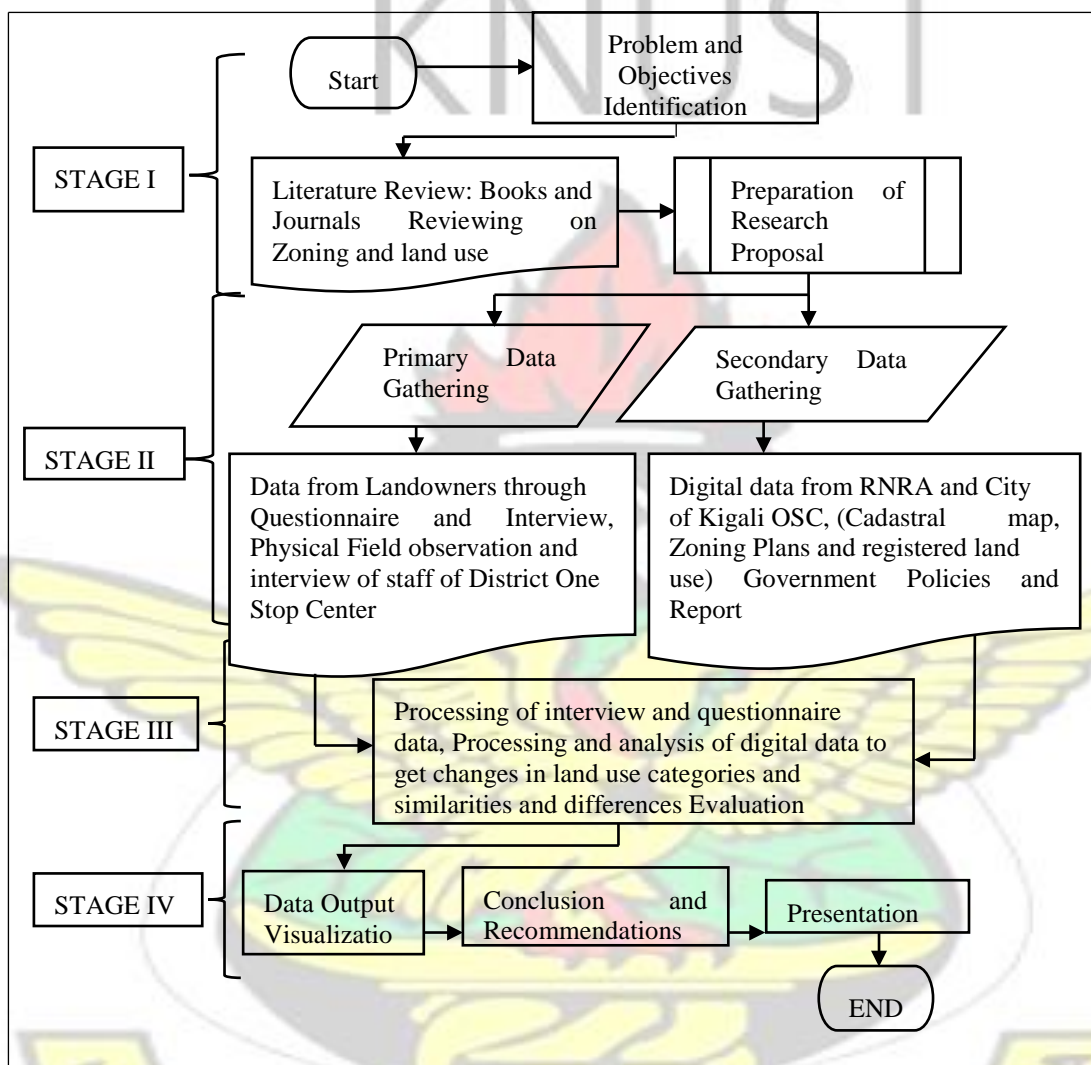 KNUST
Start
Problem and
Objectives
Identification
STAGE I
Literature Review: Books and
Journals Reviewing on
Zoning and land use
Preparation of
Research
Proposal
Primary Data
Gathering
Secondary Data
Gathering
STAGE II
Data from Landowners through
Questionnaire and Interview,
Physical Field observation and
interview of staff of District One
Stop Center
Digital data from RNRA and City
of Kigali OSC, (Cadastral map,
Zoning Plans and registered land
use) Government Policies and
Report
STAGE III
Processing of interview and questionnaire
data, Processing and analysis of digital data to
get changes in land use categories and
similarities and differences Evaluation
STAGE IV
Data Output
Visualizatio
Conclusion and
Recommendations
Presentation
END